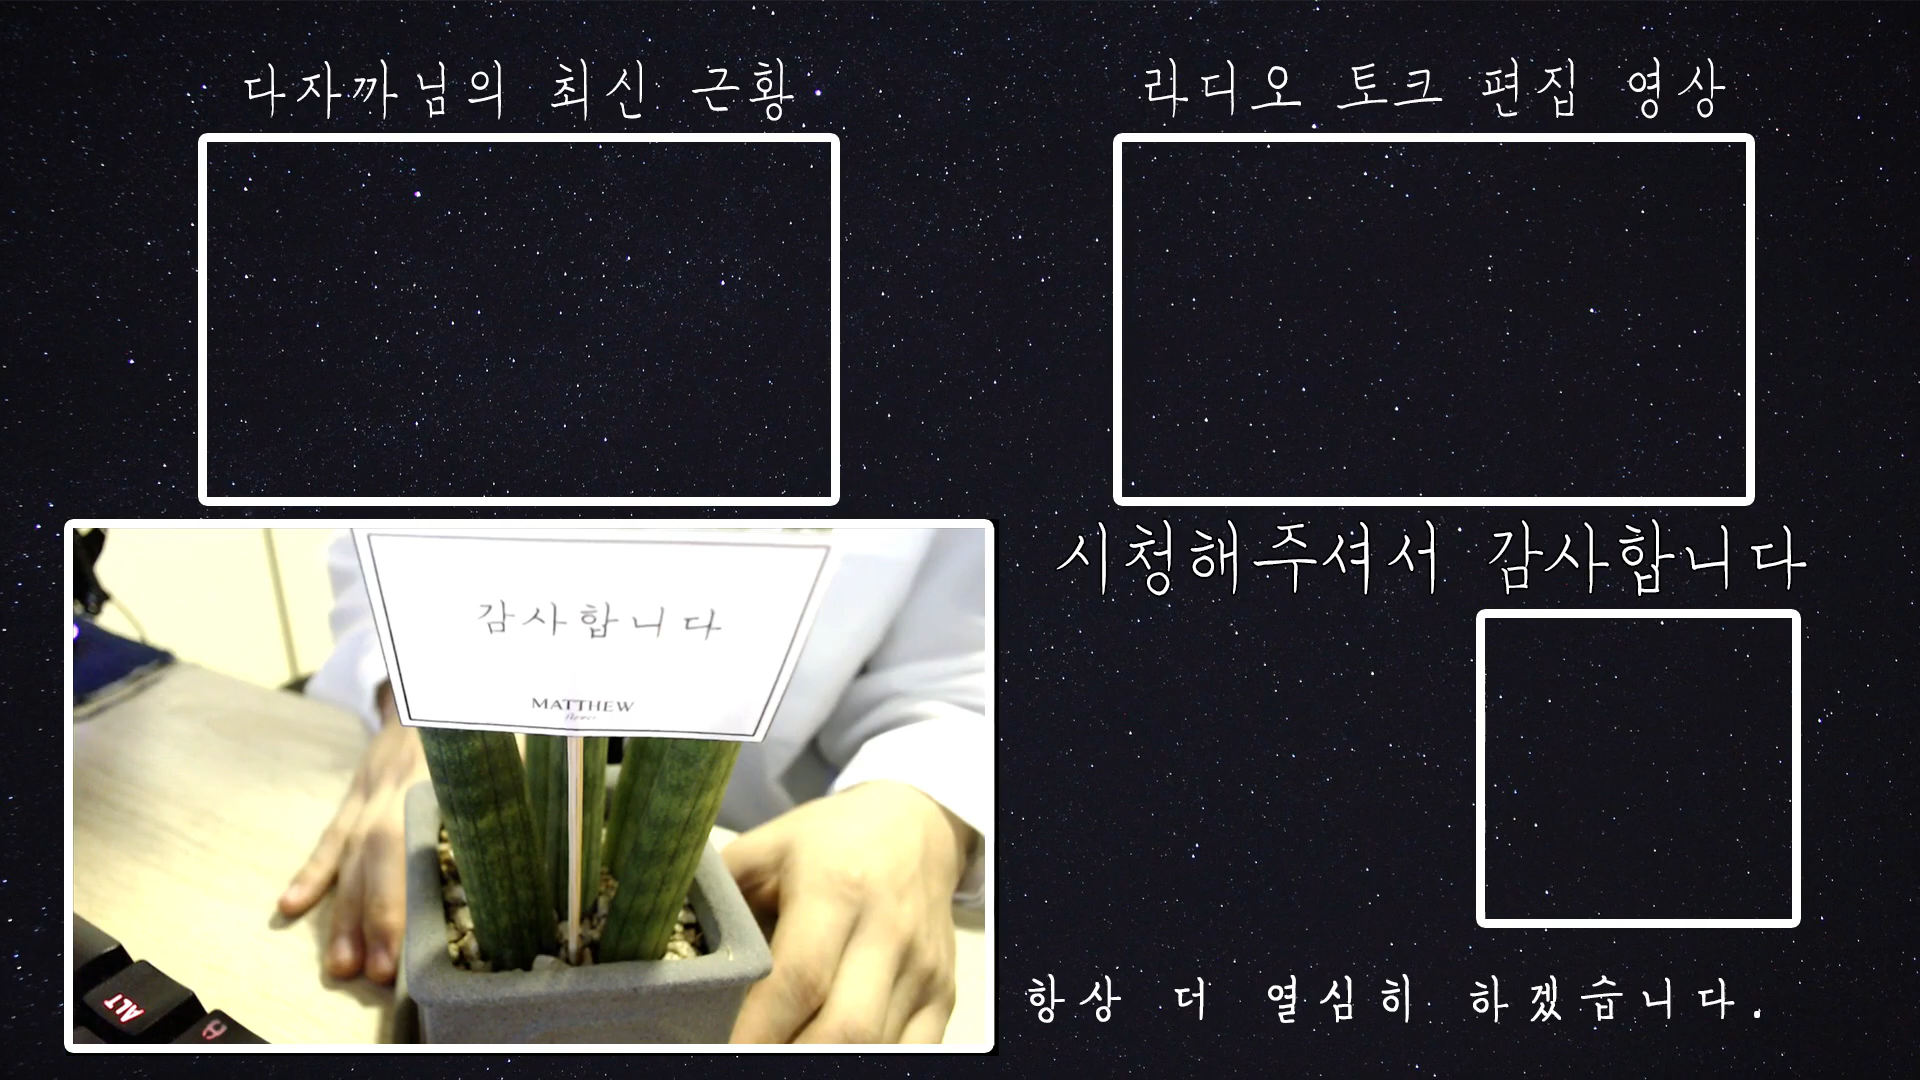 다자까님의 최신 근황
라디오 토크 편집 영상
시청해주셔서 감사합니다
감사합니다
MATTHEW
flower
ALT
항상 더 열심히 하겠습니다.